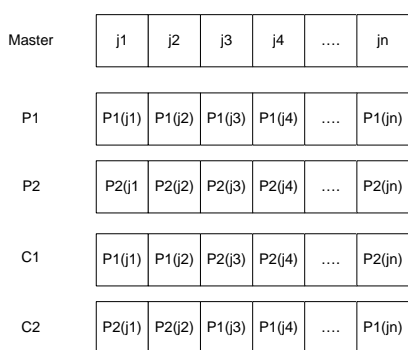 Master j1 j2 j3 j4 .... jn
P1 P1(j1) P1(j2) P1(j3) P1(j4) .... P1(jn)
P2 P2(j1 P2(j2) P2(j3) P2(j4) .... P2(jn)
C1 P1(j1) P1(j2) P2(j3) P2(j4) .... P2(jn)
C2 P2(j1) P2(j2) P1(j3) P1(j4) .... P1(jn)